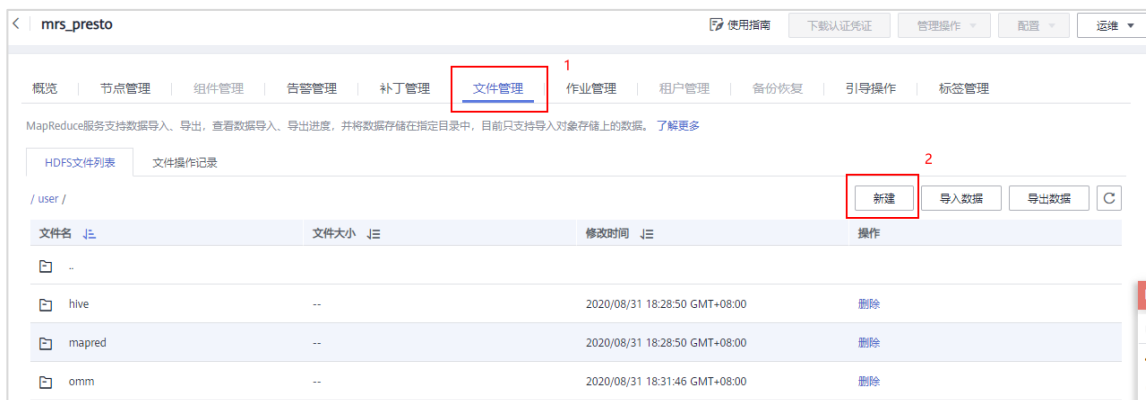 mrs_presto 使用指南 下载认证凭证 管理操作 配置 运维
1
概览 节点管理 组件管理 告警管理 补丁管理 文件管理 作业管理 租户管理 备份恢复 引导操作 标签管理
MapReduce服务支持数据导入、导出，查看数据导入、导出进度，并将数据存储在指定目录中，目前只支持导入对象存储上的数据。 了解更多
HDFS文件列表 文件操作记录
2
/ user / 新建 导入数据 导出数据
文件名 文件大小 修改时间 操作
..
hive -- 2020/08/31 18:28:50 GMT+08:00 删除
mapred -- 2020/08/31 18:28:50 GMT+08:00 删除
omm -- 2020/08/31 18:31:46 GMT+08:00 删除